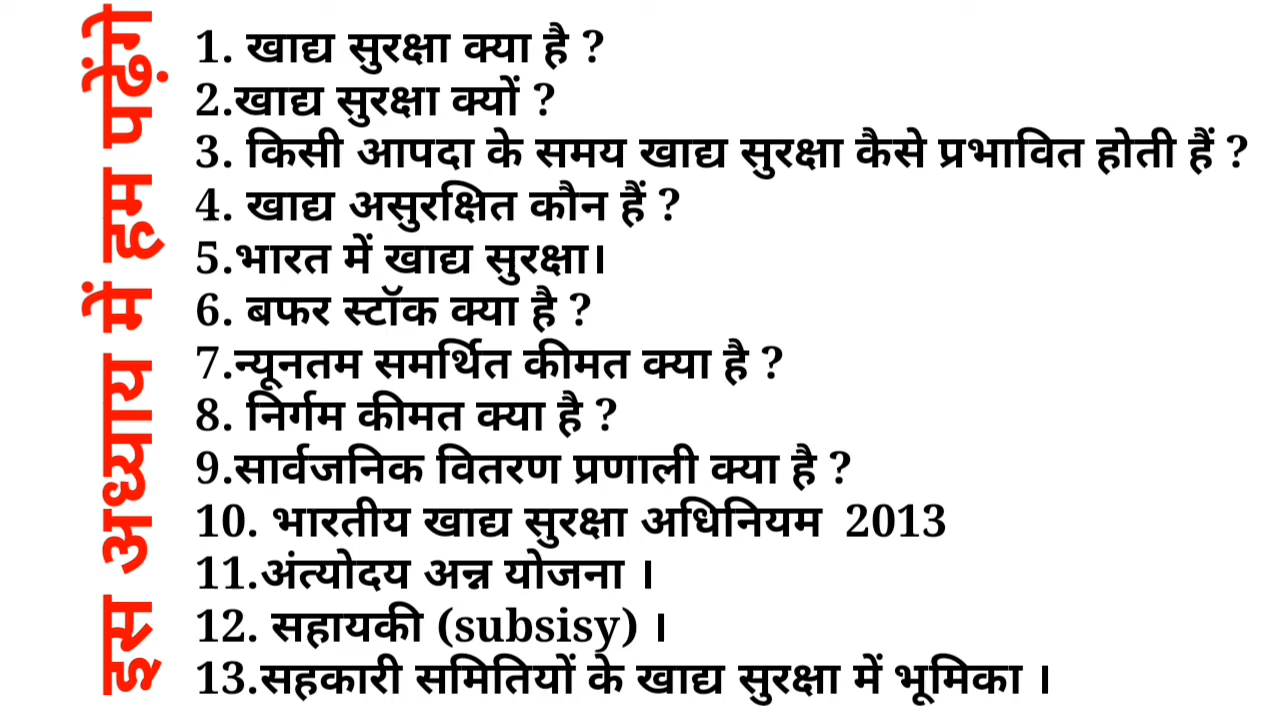 इस अध्याय में हम पढ़ेंगे
1. खाद्य सुरक्षा क्या है ?
2.खाद्य सुरक्षा क्यों ?
3. किसी आपदा के समय खाद्य सुरक्षा कैसे प्रभावित होती हैं ?
4. खाद्य असुरक्षित कौन हैं ?
5.भारत में खाद्य सुरक्षा।
6. बफर स्टॉक क्या है ?
7.न्यूनतम समर्थित कीमत क्या है ?
8. निर्गम कीमत क्या है ?
9.सार्वजनिक वितरण प्रणाली क्या है ?
10. भारतीय खाद्य सुरक्षा अधिनियम 2013
11.अंत्योदय अन्न योजना ।
12. सहायकी (subsisy) ।
13.सहकारी समितियों के खाद्य सुरक्षा में भूमिका ।